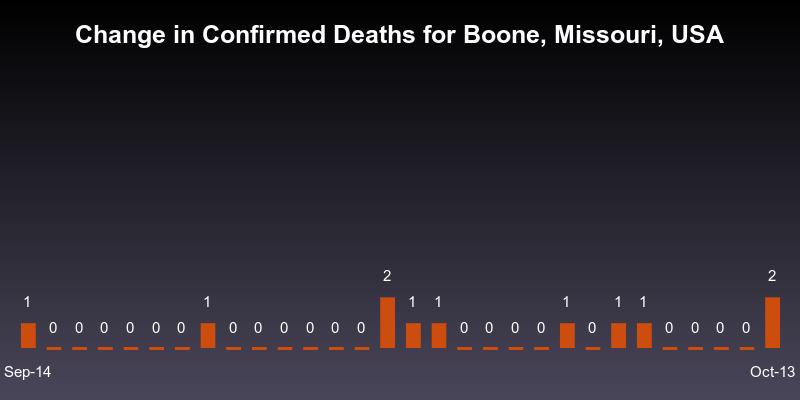 Change in Confirmed Deaths for Boone, Missouri, USA
2 2
1 1 1 1 1 1 1
0 0 0 0 0 0 0 0 0 0 0 0 0 0 0 0 0 0 0 0 0
Sep-14 Oct-13